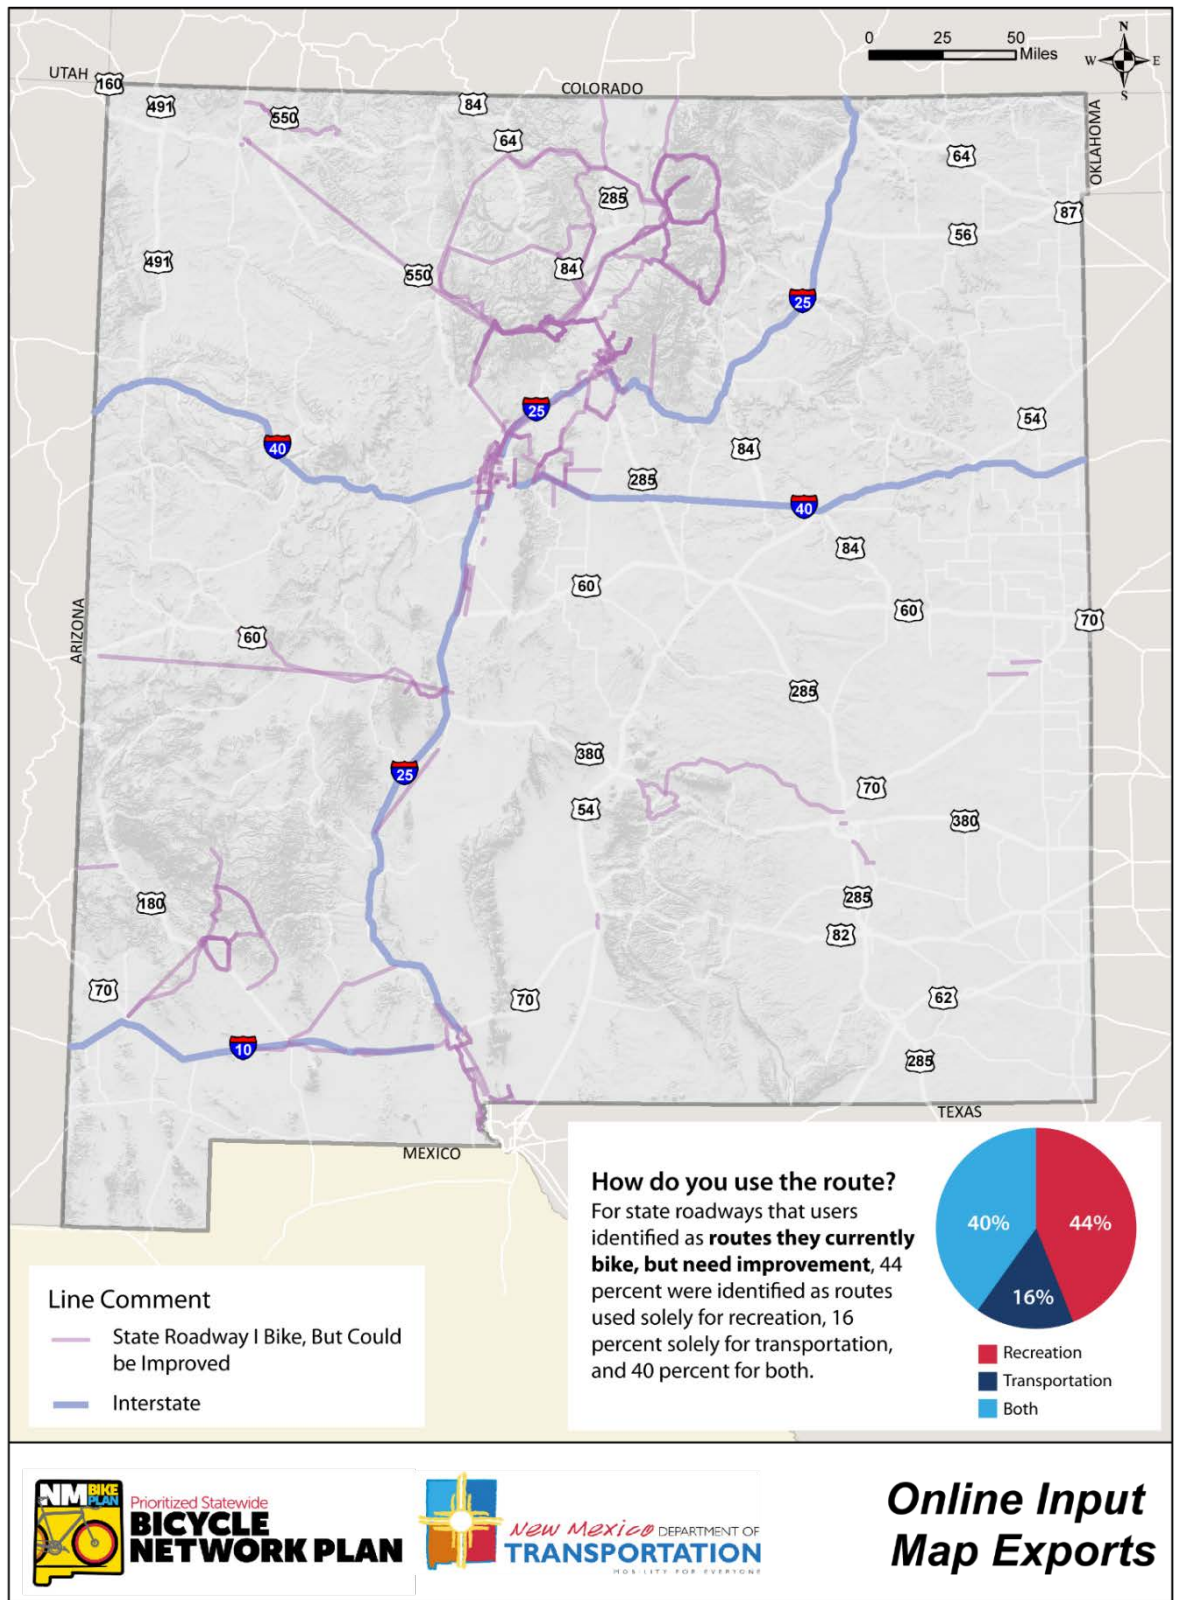 0 25 50
Miles
N
W E
S
UTAH
160
COLORADO
491
550
84
64
64
OKLAHOMA
285
87
56
491
550
84
25
25
54
40
84
285
40
84
60
60
70
ARIZONA
60
285
380
25
70
54
380
180
285
82
70
70
62
10
285
TEXAS
MEXICO
How do you use the route?
For state roadways that users
identified as routes they currently
bike, but need improvement, 44
percent were identified as routes
used solely for recreation, 16
percent solely for transportation,
and 40 percent for both.
40% 44%
16%
Recreation
Transportation
Both
Line Comment
State Roadway I Bike, But Could
be Improved
Interstate
NM BIKE
PLAN
Prioritized Statewide
BICYCLE
NETWORK PLAN
New Mexico DEPARTMENT OF
TRANSPORTATION
MOBILITY FOR EVERYONE
Online Input
Map Exports